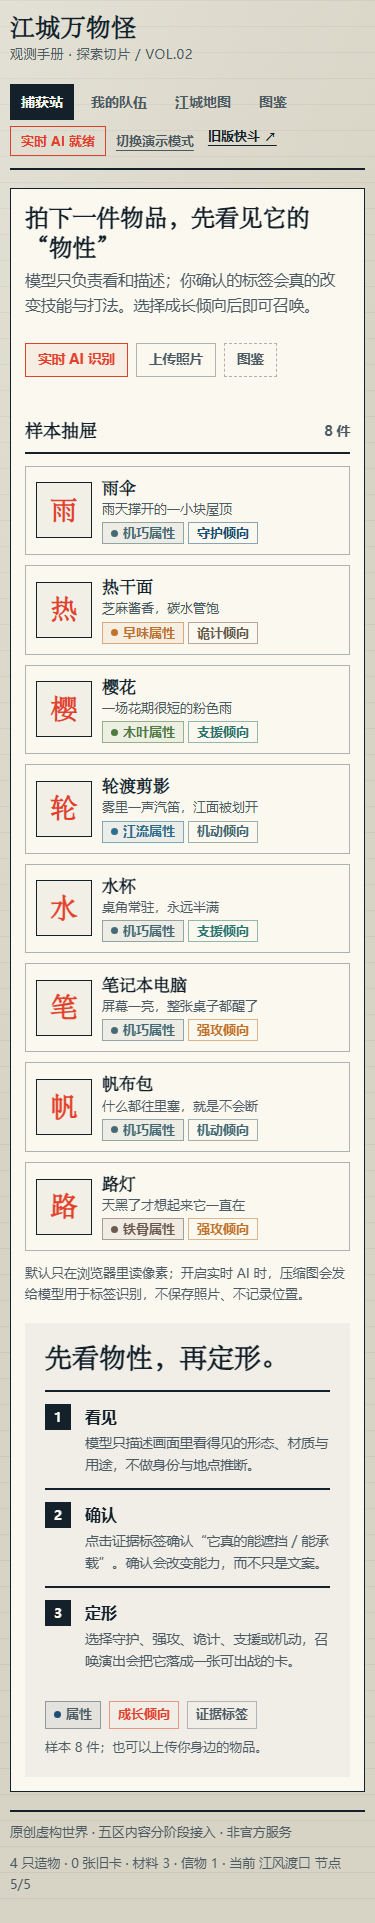 江城万物怪
观测手册 · 探索切片 / VOL.02
捕获站 我的队伍 江城地图 图鉴
实时 AI 就绪 切换演示模式 旧版快斗 ↗
拍下一件物品，先看见它的
“物性”
模型只负责看和描述；你确认的标签会真的改
变技能与打法。选择成长倾向后即可召唤。
实时 AI 识别 上传照片 图鉴
样本抽屉 8 件
雨
雨伞
雨天撑开的一小块屋顶
机巧属性 守护倾向
热
热干面
芝麻酱香，碳水管饱
早味属性 诡计倾向
樱
樱花
一场花期很短的粉色雨
木叶属性 支援倾向
轮
轮渡剪影
雾里一声汽笛，江面被划开
江流属性 机动倾向
水
水杯
桌角常驻，永远半满
机巧属性 支援倾向
笔
笔记本电脑
屏幕一亮，整张桌子都醒了
机巧属性 强攻倾向
帆
帆布包
什么都往里塞，就是不会断
机巧属性 机动倾向
路
路灯
天黑了才想起来它一直在
铁骨属性 强攻倾向
默认只在浏览器里读像素；开启实时 AI 时，压缩图会发
给模型用于标签识别，不保存照片、不记录位置。
先看物性，再定形。
1 看见
模型只描述画面里看得见的形态、材质与
用途，不做身份与地点推断。
2 确认
点击证据标签确认“它真的能遮挡 / 能承
载”。确认会改变能力，而不只是文案。
3 定形
选择守护、强攻、诡计、支援或机动，召
唤演出会把它落成一张可出战的卡。
属性 成长倾向 证据标签
样本 8 件；也可以上传你身边的物品。
原创虚构世界 · 五区内容分阶段接入 · 非官方服务
4 只造物 · 0 张旧卡 · 材料 3 · 信物 1 · 当前 江风渡口 节点
5/5